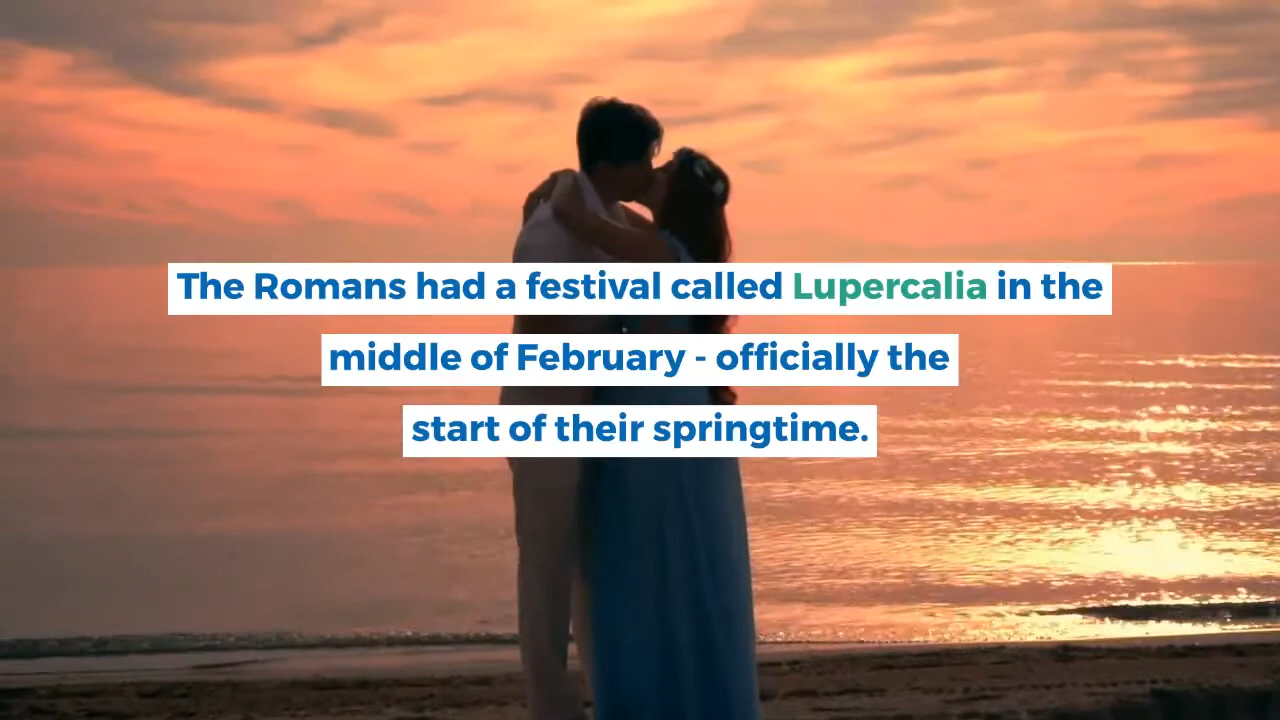 The Romans had a festival called Lupercalia in the
middle of February - officially the
start of their springtime.